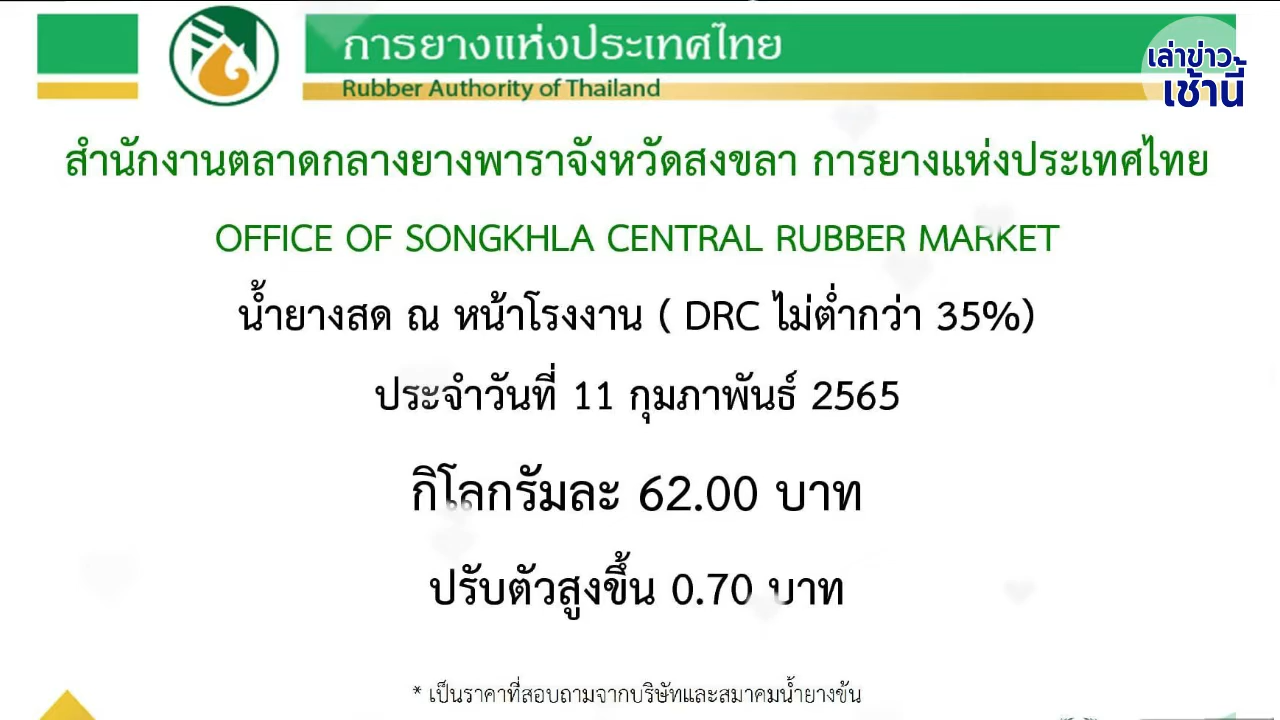 การยางแห่งประเทศไทย
Rubber Authority of Thailand
เล่าข่าว
เช้านี้
สำนักงานตลาดกลางยางพาราจังหวัดสงขลา การยางแห่งประเทศไทย
OFFICE OF SONGKHLA CENTRAL RUBBER MARKET
น้ำยางสด ณ หน้าโรงงาน ( DRC ไม่ต่ำกว่า 35%)
ประจำวันที่ 11 กุมภาพันธ์ 2565
กิโลกรัมละ 62.00 บาท
ปรับตัวสูงขึ้น 0.70 บาท
* เป็นราคาที่สอบถามจากบริษัทและสมาคมน้ำยางข้น